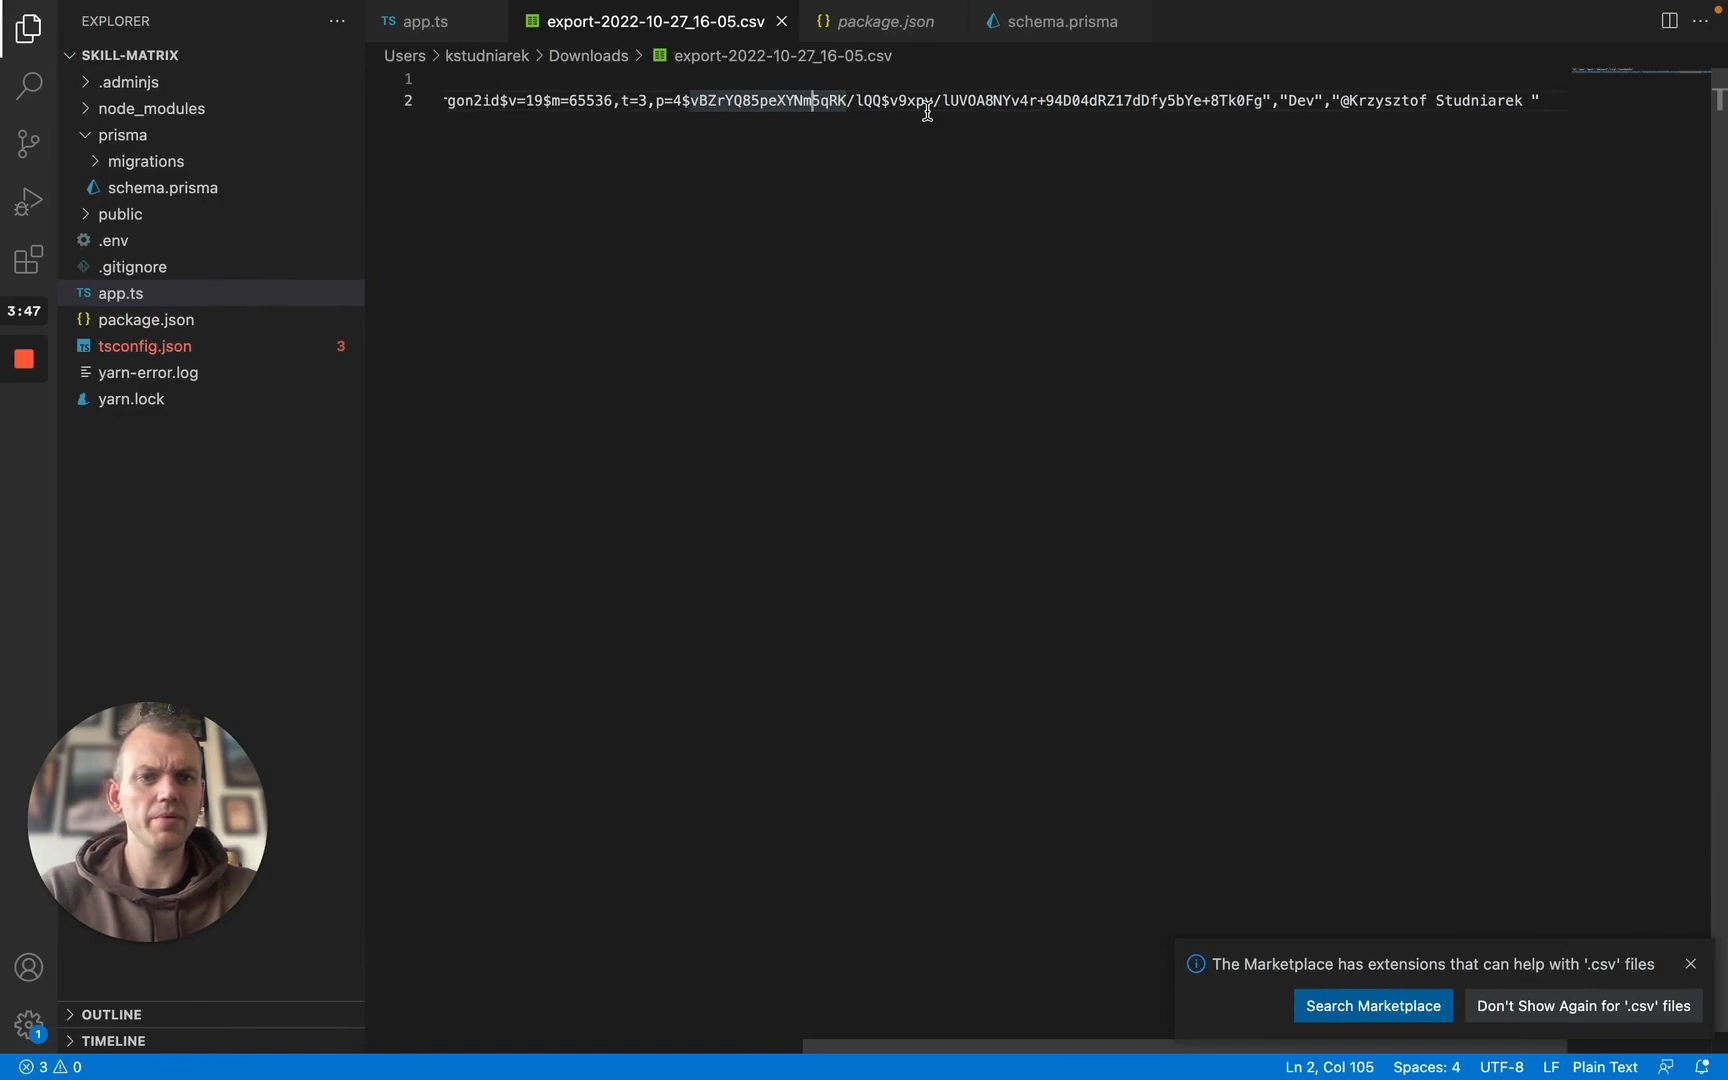 EXPLORER
SKILL-MATRIX
.adminjs
node_modules
prisma
migrations
schema.prisma
public
.env
.gitignore
TS app.ts
{} package.json
TS tsconfig.json 3
yarn-error.log
yarn.lock
OUTLINE
TIMELINE
3:47
1
TS app.ts
export-2022-10-27_16-05.csv
{} package.json
schema.prisma
Users > kstudniarek > Downloads > export-2022-10-27_16-05.csv
1
2 gon2id$v=19$m=65536,t=3,p=4$vBZrYQ85peXYNm5qRK/lQQ$v9xpv/lUVOA8NYv4r+94D04dRZ17dDfy5bYe+8Tk0Fg","Dev","@Krzysztof Studniarek "
The Marketplace has extensions that can help with '.csv' files
Search Marketplace
Don't Show Again for '.csv' files
3 0
Ln 2, Col 105
Spaces: 4
UTF-8
LF
Plain Text